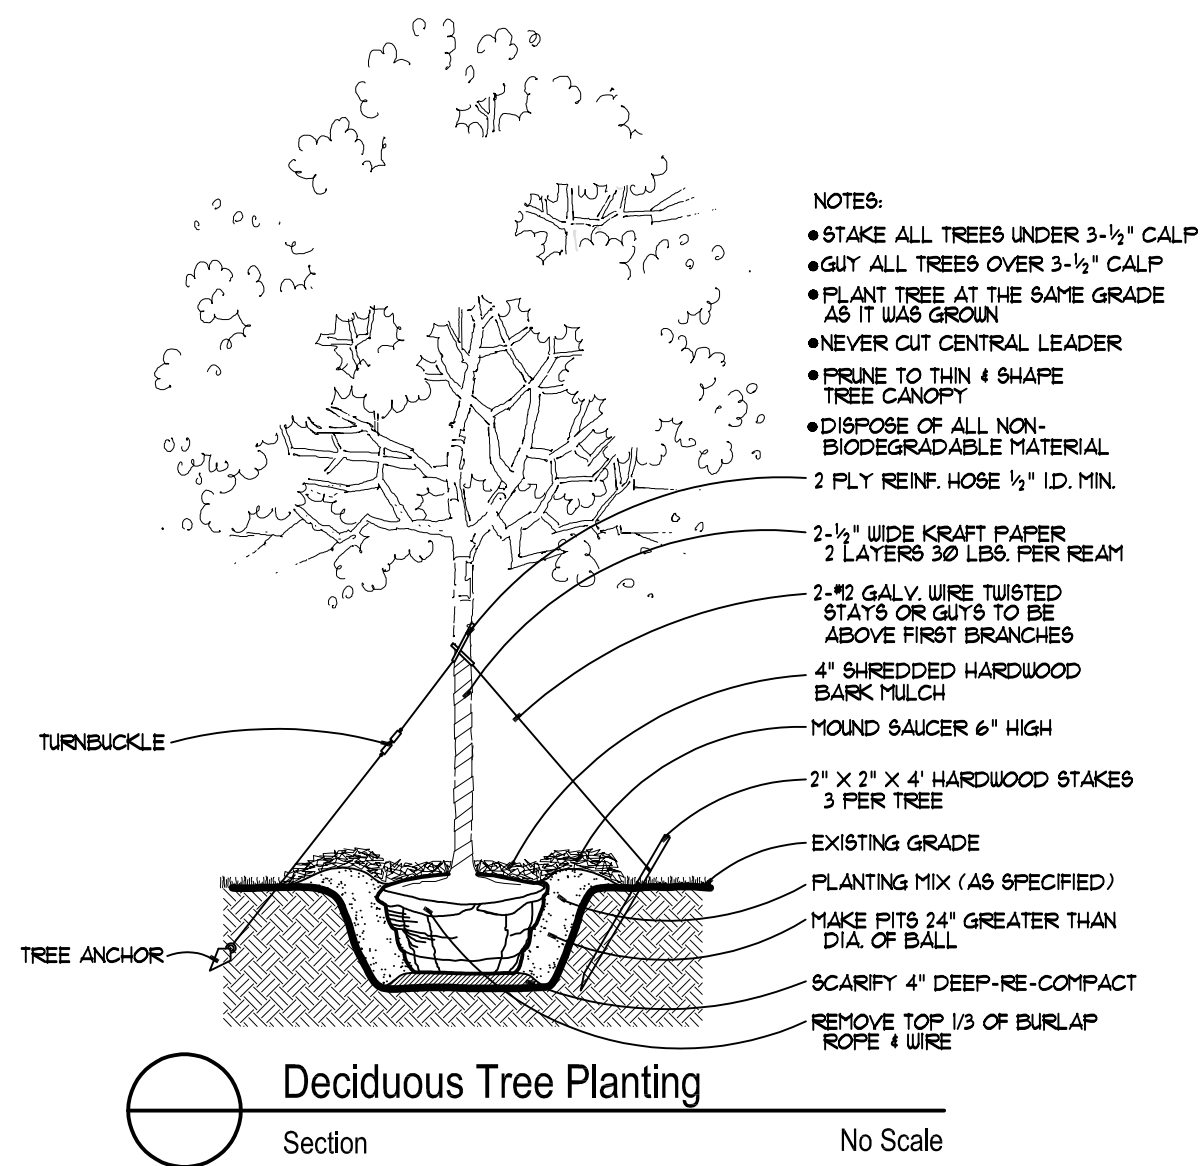 NOTES:
•STAKE ALL TREES UNDER 3-½" CALP
•GUY ALL TREES OVER 3-½" CALP
•PLANT TREE AT THE SAME GRADE
AS IT WAS GROWN
•NEVER CUT CENTRAL LEADER
•PRUNE TO THIN & SHAPE
TREE CANOPY
•DISPOSE OF ALL NON-
BIODEGRADABLE MATERIAL
2 PLY REINF. HOSE ½" I.D. MIN.
2-½" WIDE KRAFT PAPER
2 LAYERS 30 LBS. PER REAM
2-#12 GALV. WIRE TWISTED
STAYS OR GUYS TO BE
ABOVE FIRST BRANCHES
4" SHREDDED HARDWOOD
BARK MULCH
MOUND SAUCER 6" HIGH
TURNBUCKLE
2" X 2" X 4' HARDWOOD STAKES
3 PER TREE
EXISTING GRADE
PLANTING MIX (AS SPECIFIED)
MAKE PITS 24" GREATER THAN
DIA. OF BALL
TREE ANCHOR
SCARIFY 4" DEEP-RE-COMPACT
REMOVE TOP 1/3 OF BURLAP
ROPE & WIRE
Deciduous Tree Planting
Section
No Scale